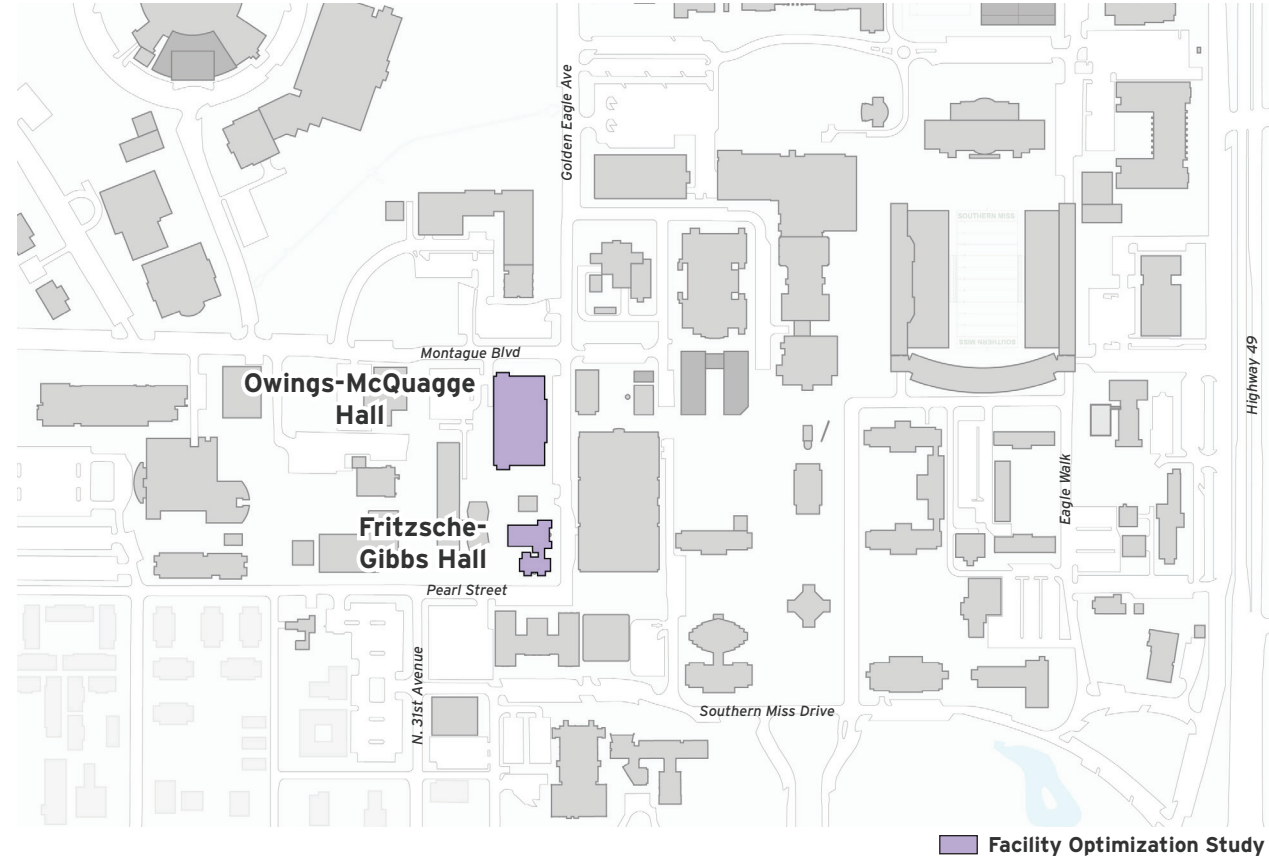 Golden Eagle Ave
SOUTHERN MISS
SOUTHERN MISS
Montague Blvd
Highway 49
Owings-McQuagge
Hall
Eagle Walk
Fritzsche-
Gibbs Hall
Pearl Street
N. 31st Avenue
Southern Miss Drive
Facility Optimization Study